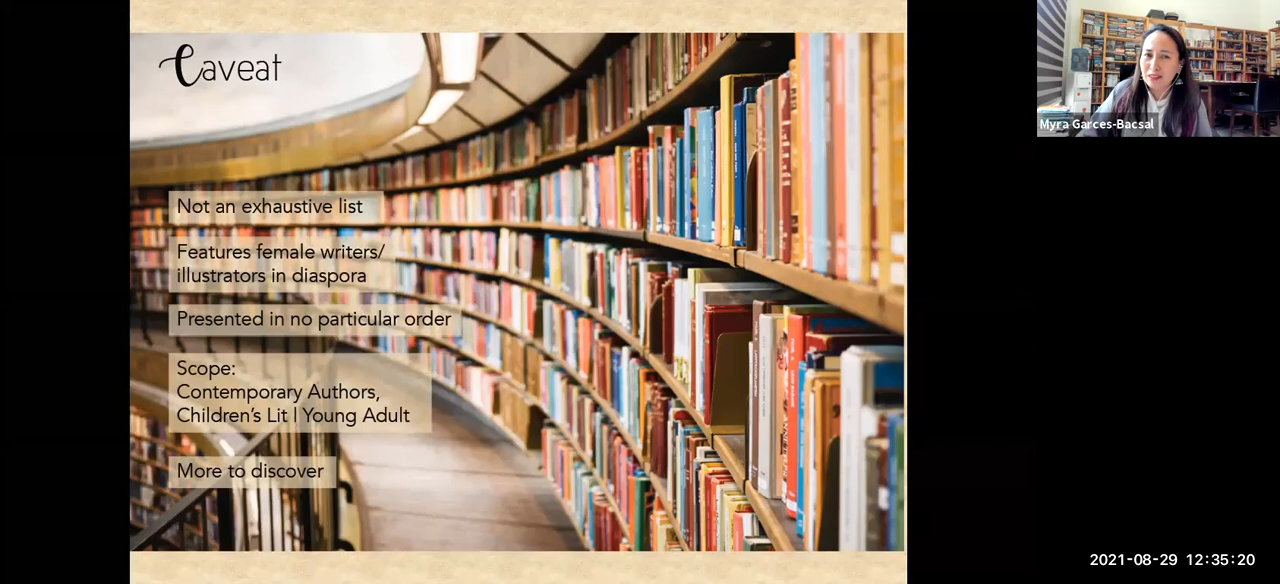 Caveat
Not an exhaustive list
Features female writers/
illustrators in diaspora
Presented in no particular order
Scope:
Contemporary Authors,
Children's Lit | Young Adult
More to discover
Myra Garces-Bacsal
2021-08-29 12:35:20